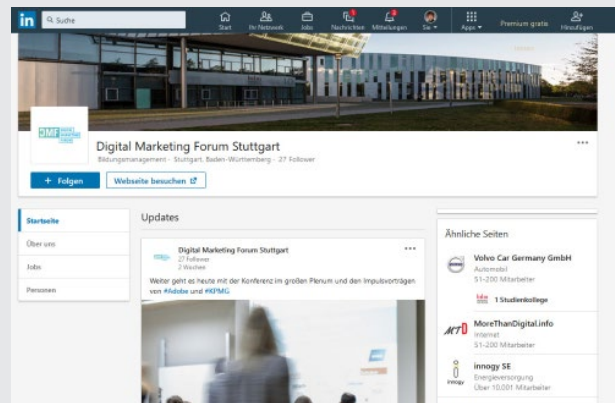 in
Suche
Start
Ihr Netzwerk
Jobs
Nachrichten
Mitteilungen
Sie
Apps
Premium gratis
Hinzufügen
DMF
Digital Marketing Forum Stuttgart
Bildungsmanagement · Stuttgart, Baden-Württemberg · 27 Follower
+ Folgen
Webseite besuchen
Startseite
Über uns
Jobs
Personen
Updates
Digital Marketing Forum Stuttgart
27 Follower
2 Wochen
Weiter geht es heute mit der Konferenz im großen Plenum und den Impulsvorträgen
von #Adobe und #KPMG
Ähnliche Seiten
Volvo Car Germany GmbH
Automobil
51-200 Mitarbeiter
1 Studienkollege
MTD
MoreThanDigital.info
Internet
51-200 Mitarbeiter
innogy
innogy SE
Energieversorgung
Über 10.001 Mitarbeiter